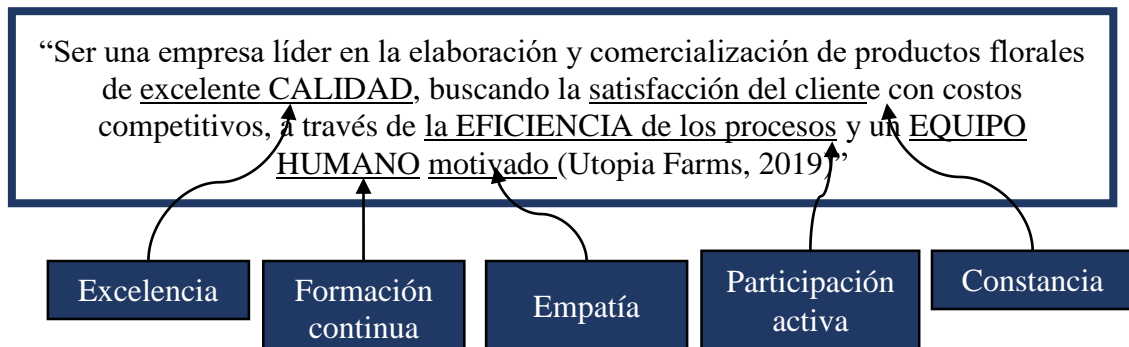 “Ser una empresa líder en la elaboración y comercialización de productos florales
de excelente CALIDAD, buscando la satisfacción del cliente con costos
competitivos, a través de la EFICIENCIA de los procesos y un EQUIPO
HUMANO motivado (Utopia Farms, 2019)”
Excelencia
Formación
continua
Empatía
Participación
activa
Constancia